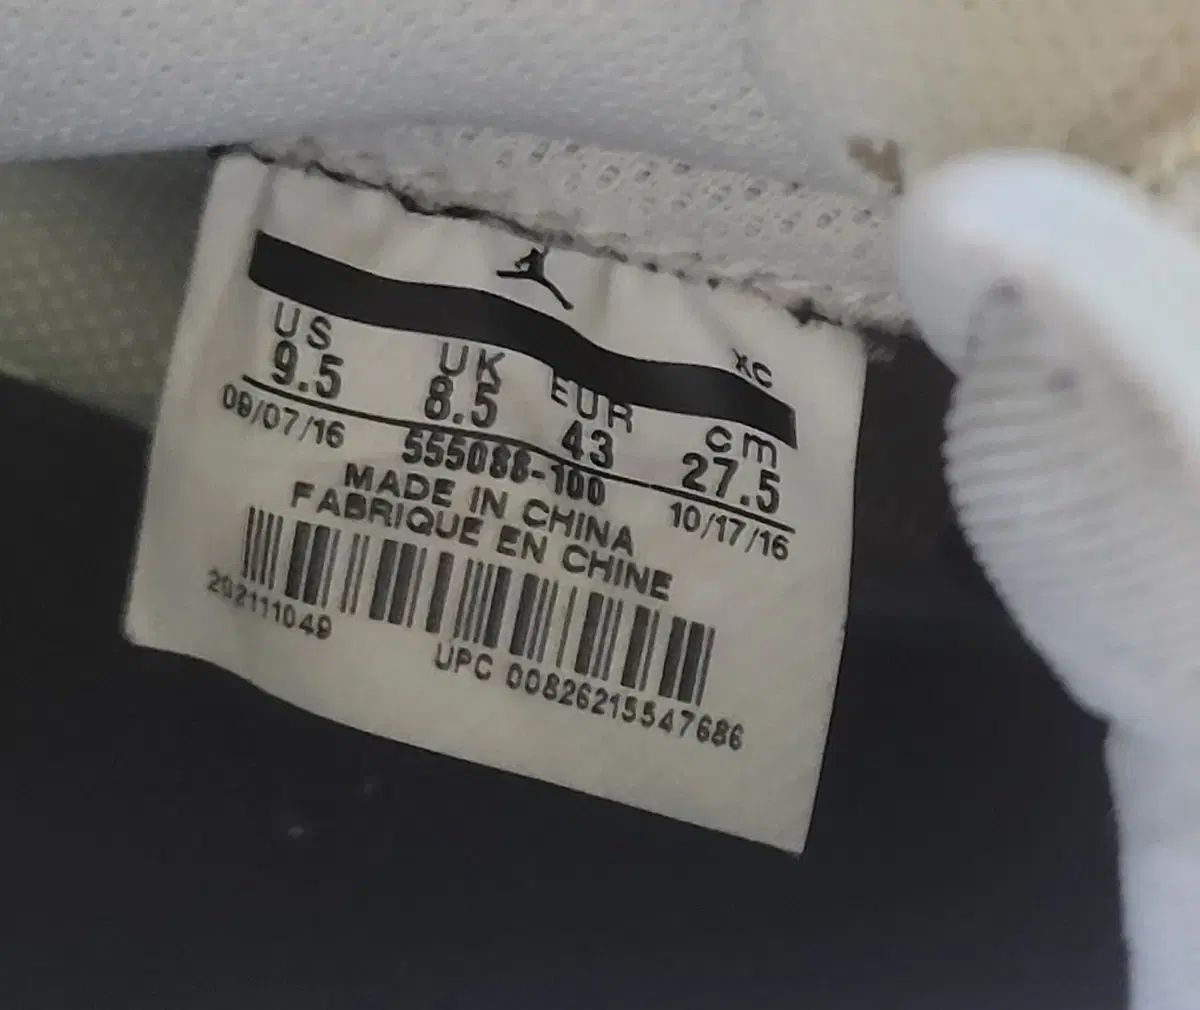 XC
US UK EUR cm
9.5 8.5 43 27.5
09/07/16 555088-100 10/17/16
MADE IN CHINA
FABRIQUE EN CHINE
202111049
UPC 00826215547686